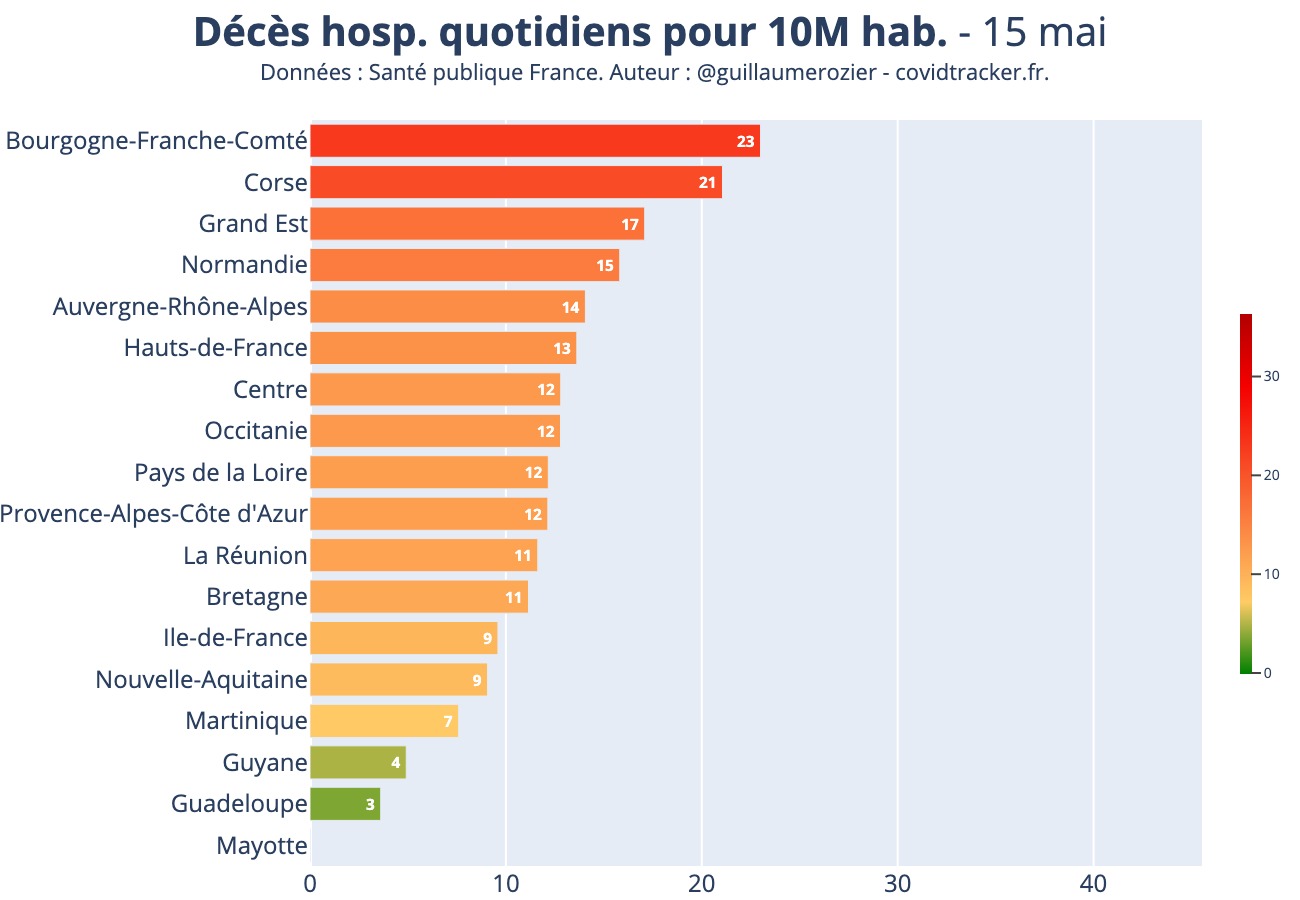 Décès hosp. quotidiens pour 10M hab. - 15 mai
Données : Santé publique France. Auteur : @guillaumerozier - covidtracker.fr.
Bourgogne-Franche-Comté 23
Corse 21
Grand Est 17
Normandie 15
Auvergne-Rhône-Alpes 14
Hauts-de-France 13
Centre 12
Occitanie 12
Pays de la Loire 12
Provence-Alpes-Côte d'Azur 12
La Réunion 11
Bretagne 11
Ile-de-France 9
Nouvelle-Aquitaine 9
Martinique 7
Guyane 4
Guadeloupe 3
Mayotte
0 10 20 30 40
30
20
10
0